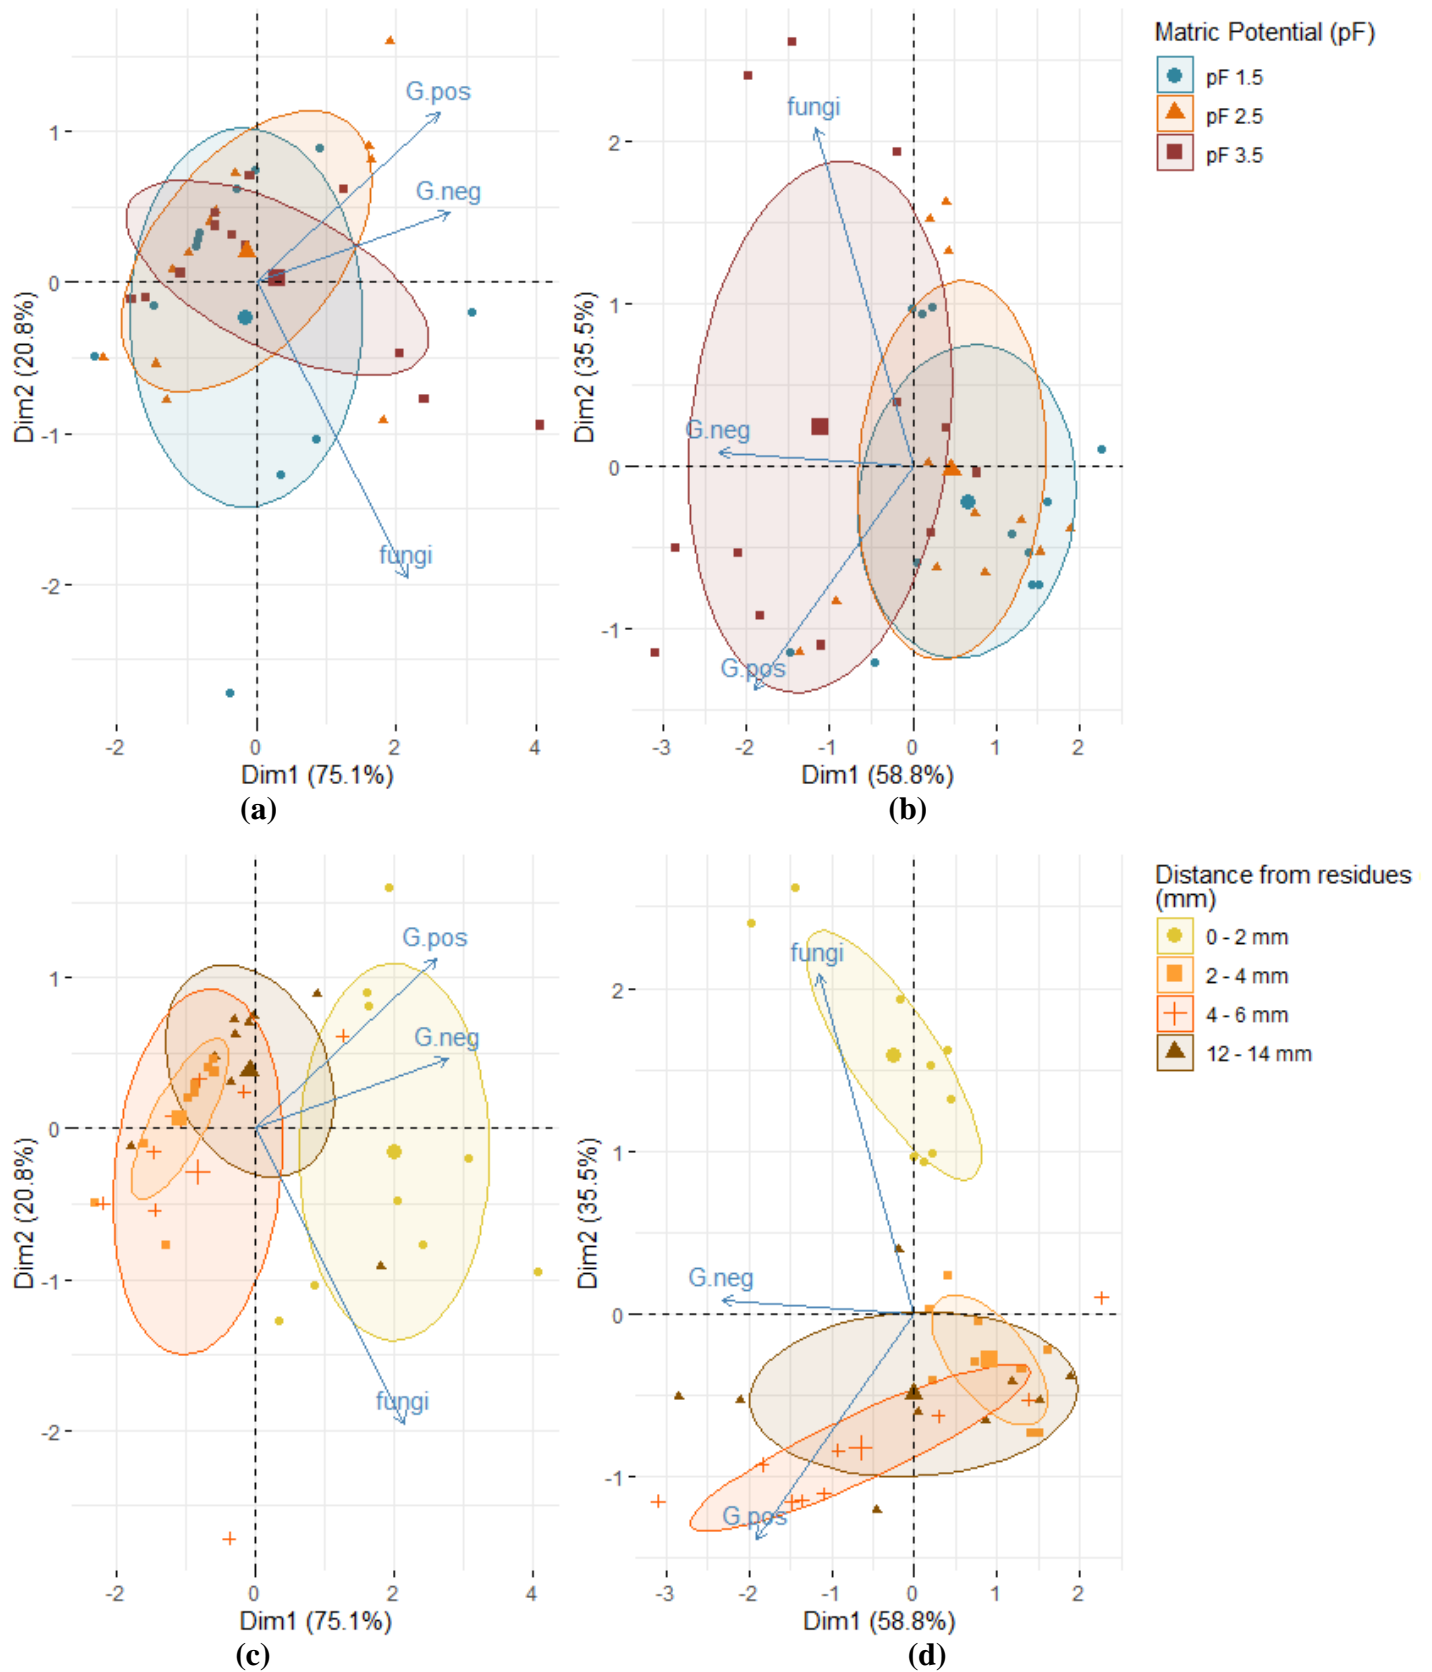 Matric Potential (pF)
pF 1.5
pF 2.5
pF 3.5
G.pos
G.neg
fungi
1
0
-1
-2
Dim2 (20.8%)
-2
0
2
4
Dim1 (75.1%)
(a)
fungi
G.neg
G.pos
2
1
0
-1
Dim2 (35.5%)
-3
-2
-1
0
1
2
Dim1 (58.8%)
(b)
Distance from residues
(mm)
0 - 2 mm
2 - 4 mm
4 - 6 mm
12 - 14 mm
G.pos
G.neg
fungi
1
0
-1
-2
Dim2 (20.8%)
-2
0
2
4
Dim1 (75.1%)
(c)
fungi
G.neg
G.pos
2
1
0
-1
Dim2 (35.5%)
-3
-2
-1
0
1
2
Dim1 (58.8%)
(d)